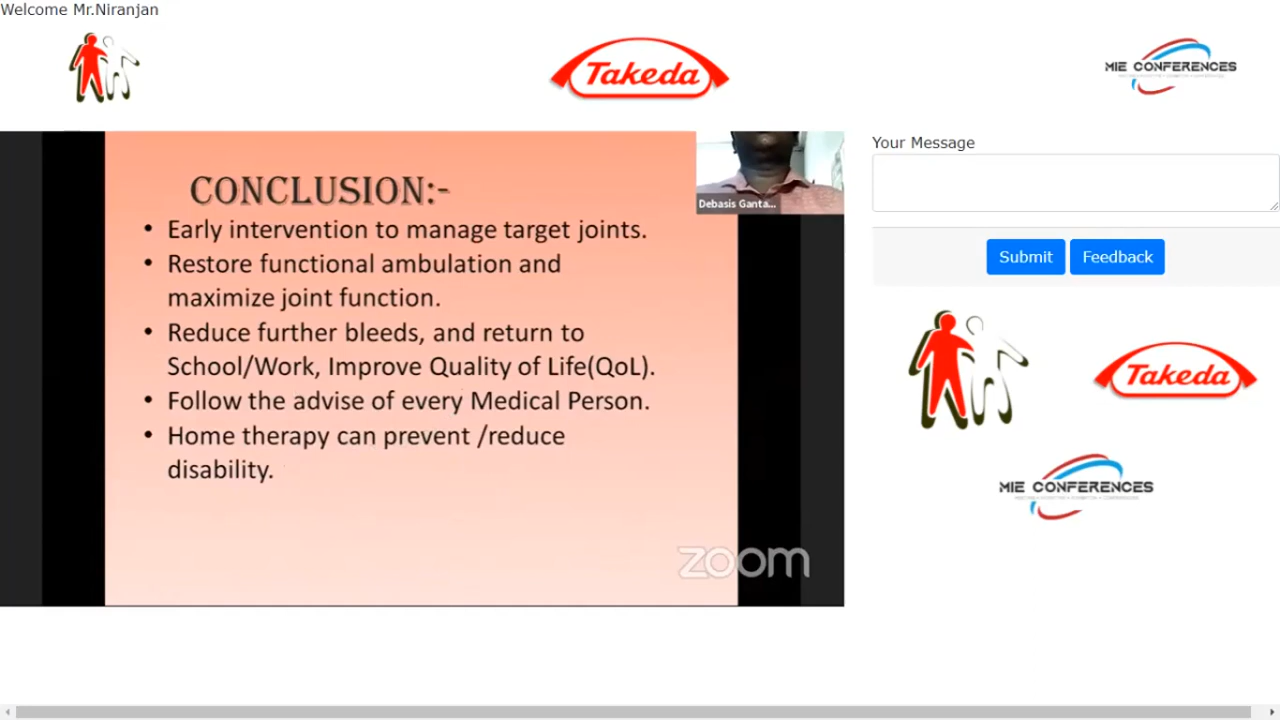 Welcome Mr.Niranjan
Takeda
MIE CONFERENCES
CONCLUSION:-
• Early intervention to manage target joints.
• Restore functional ambulation and
maximize joint function.
• Reduce further bleeds, and return to
School/Work, Improve Quality of Life(QoL).
• Follow the advise of every Medical Person.
• Home therapy can prevent /reduce
disability.
Debasis Ganta...
zoom
Your Message
Submit
Feedback
Takeda
MIE CONFERENCES